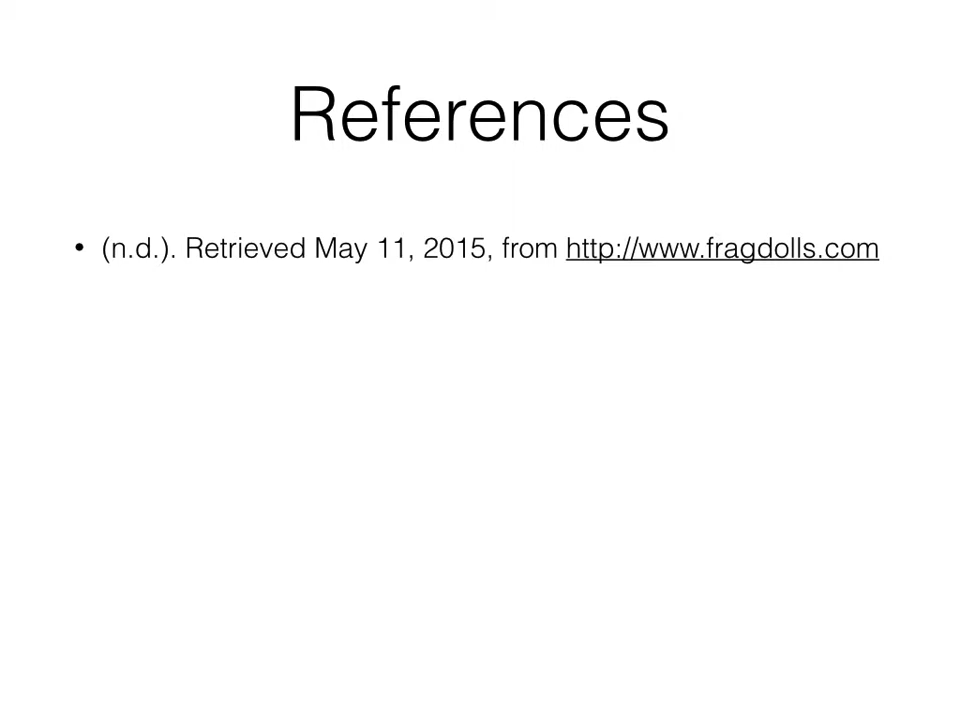 References
• (n.d.). Retrieved May 11, 2015, from http://www.fragdolls.com